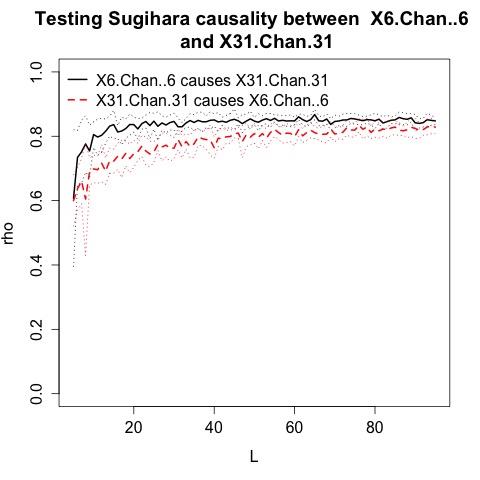 Testing Sugihara causality between  X6.Chan..6
and X31.Chan.31
X6.Chan..6 causes X31.Chan.31
X31.Chan.31 causes X6.Chan..6
rho
1.0
0.8
0.6
0.4
0.2
0.0
20 40 60 80
L